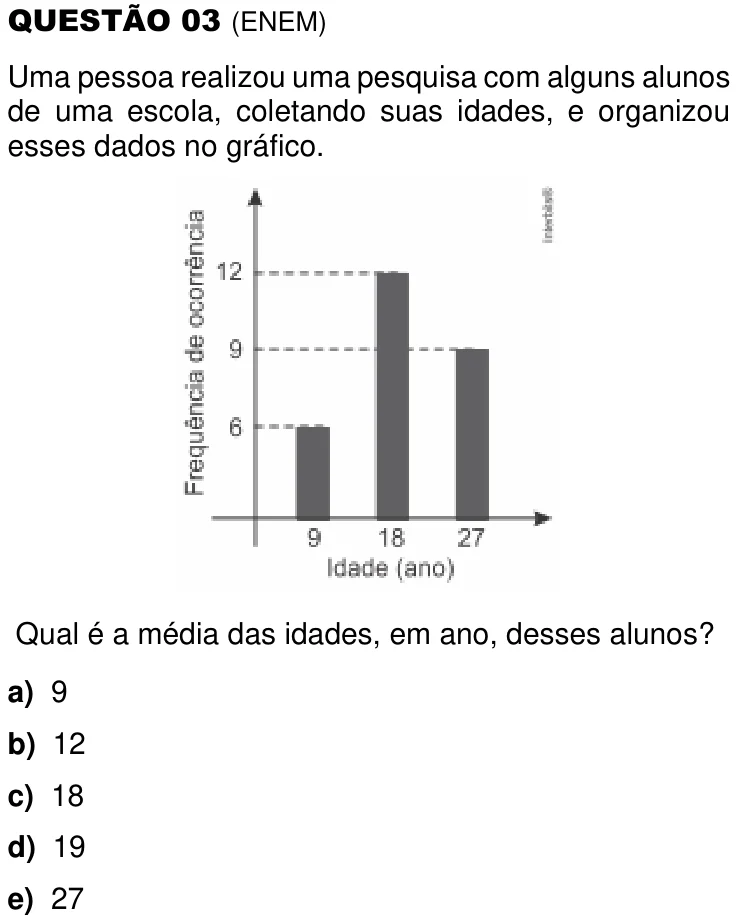 QUESTÃO 03 (ENEM)
Uma pessoa realizou uma pesquisa com alguns alunos
de uma escola, coletando suas idades, e organizou
esses dados no gráfico.
Frequência de ocorrência
12
9
6
9 18 27
Idade (ano)
Qual é a média das idades, em ano, desses alunos?
a) 9
b) 12
c) 18
d) 19
e) 27